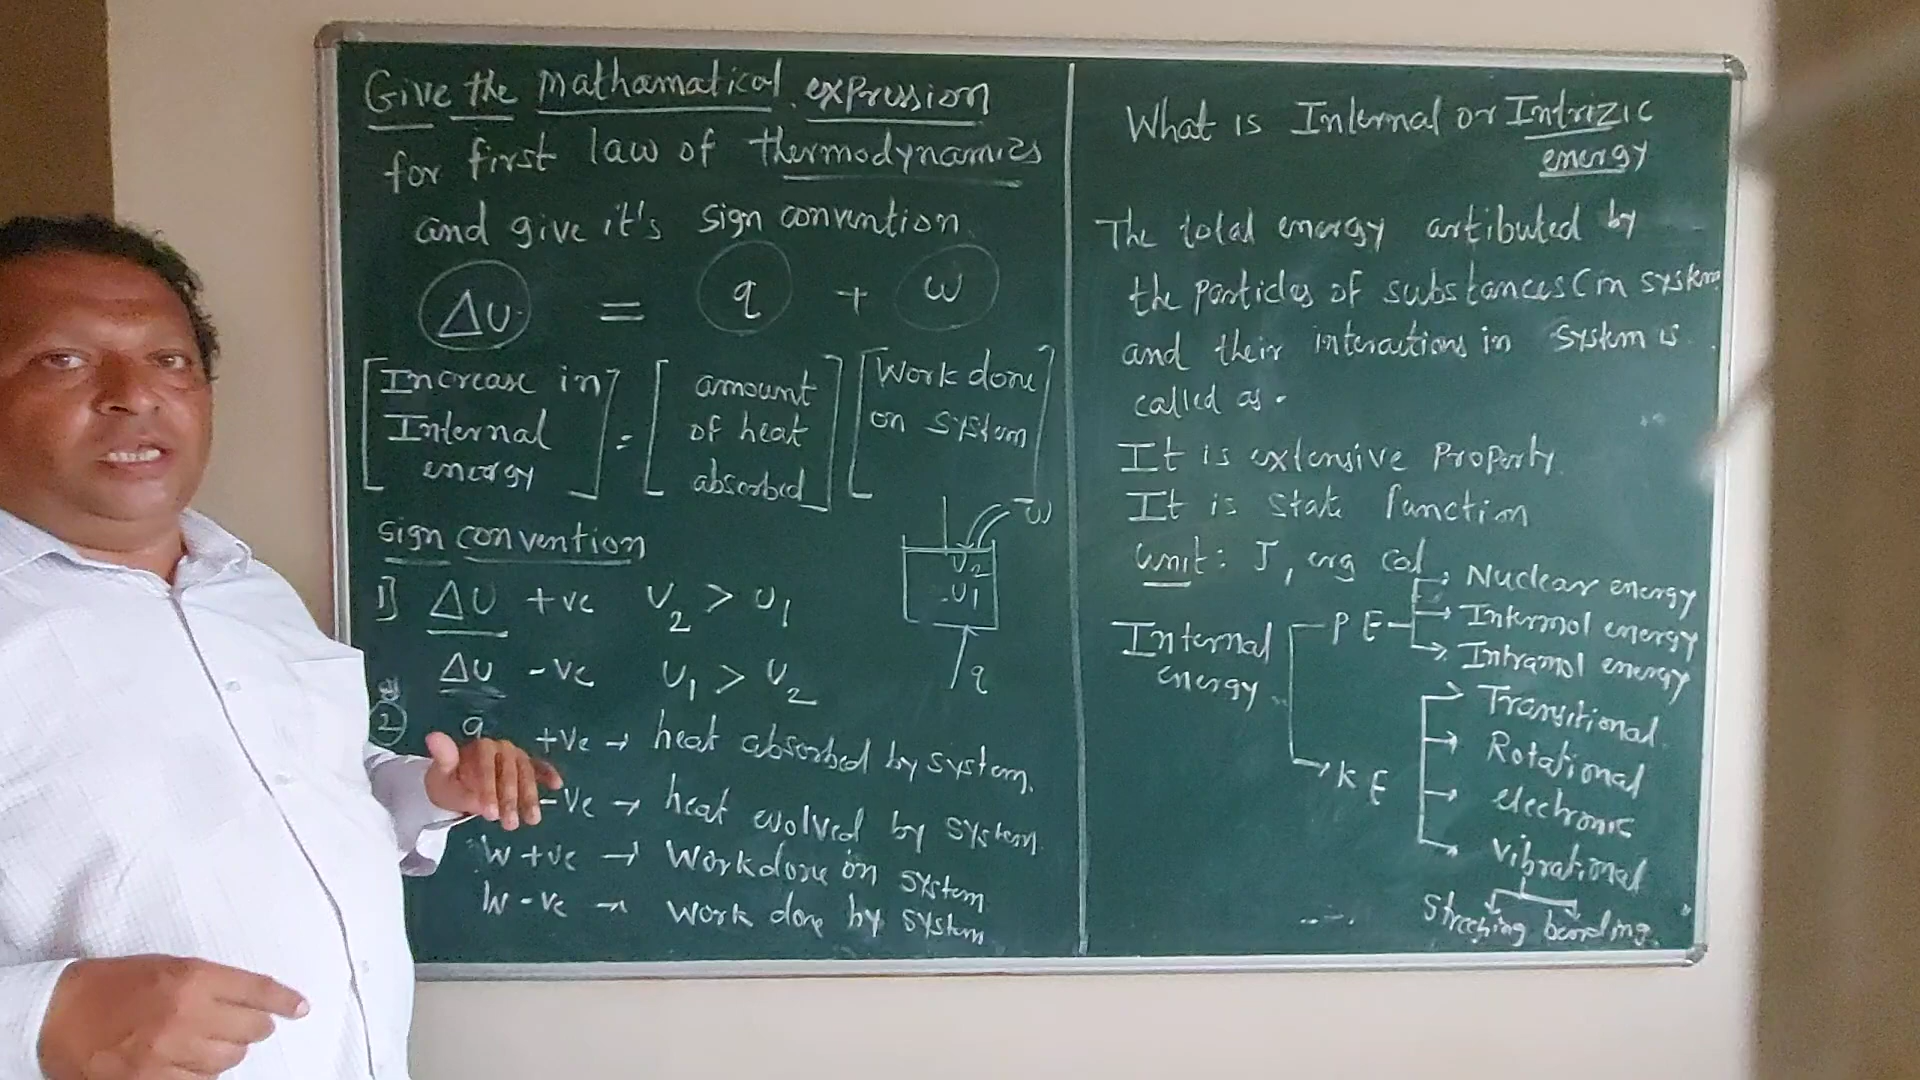 Give the mathamatical expression
for first law of thermodynamics
and give it's sign convention
ΔU = q + w
[Increase in Internal energy] = [amount of heat absorbed] [Work done on system]
sign convention
w
U2
U1
q
1] ΔU +ve U2 > U1
ΔU -ve U1 > U2
2 q +ve → heat absorbed by system.
-ve → heat evolved by system
W +ve → Work done on system
W -ve → Work done by system
What is Internal or Intrizic
energy
The total energy artibuted by
the particles of substances (in system
and their interactions in system is
called as.
It is extensive Property.
It is state function
unit: J, erg cal
Internal energy
PE
Nuclear energy
Intermol energy
Intramol energy
KE
Transitional
Rotational
electronic
Vibrational
bending